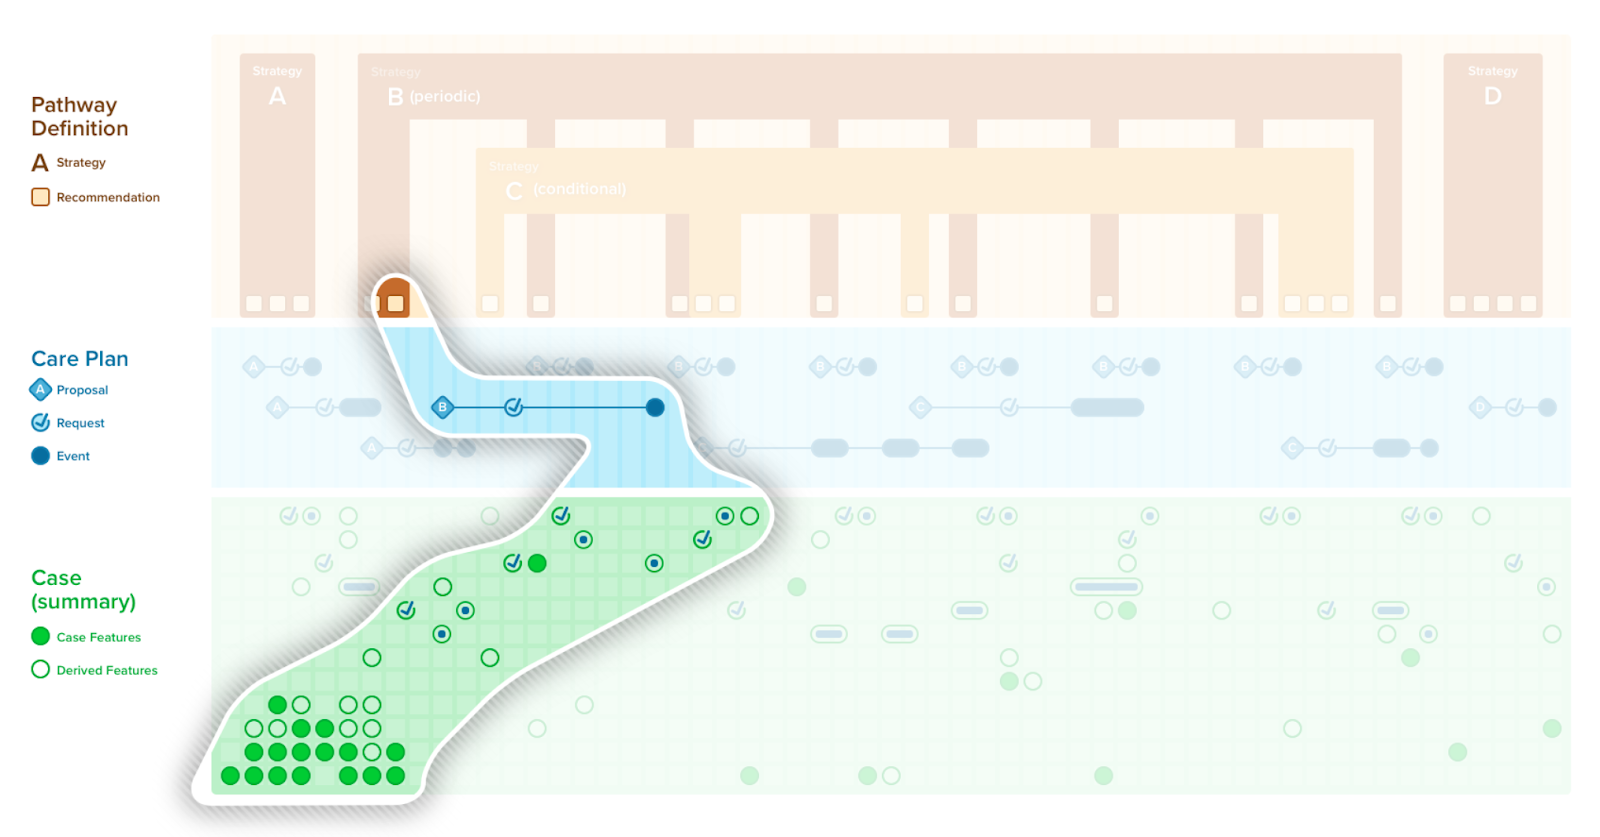 Strategy
A
Strategy
B (periodic)
Strategy
D
Strategy
C (conditional)
Pathway
Definition
A Strategy
Recommendation
Care Plan
A Proposal
Request
Event
A
B
B
B
B
B
B
B
A
B
C
D
A
C
Case
(summary)
Case Features
Derived Features